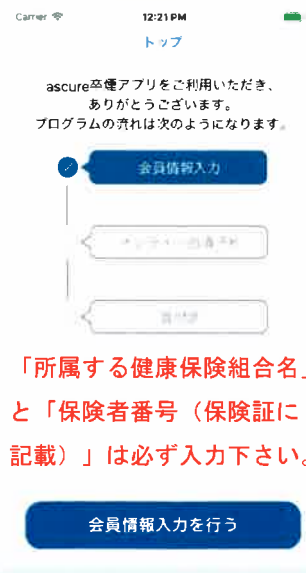 Carrier
12:21 PM
トップ
ascure卒煙アプリをご利用いただき、
ありがとうございます。
プログラムの流れは次のようになります。
会員情報入力
「所属する健康保険組合名」
と「保険者番号（保険証に
記載）」は必ず入力下さい。
会員情報入力を行う